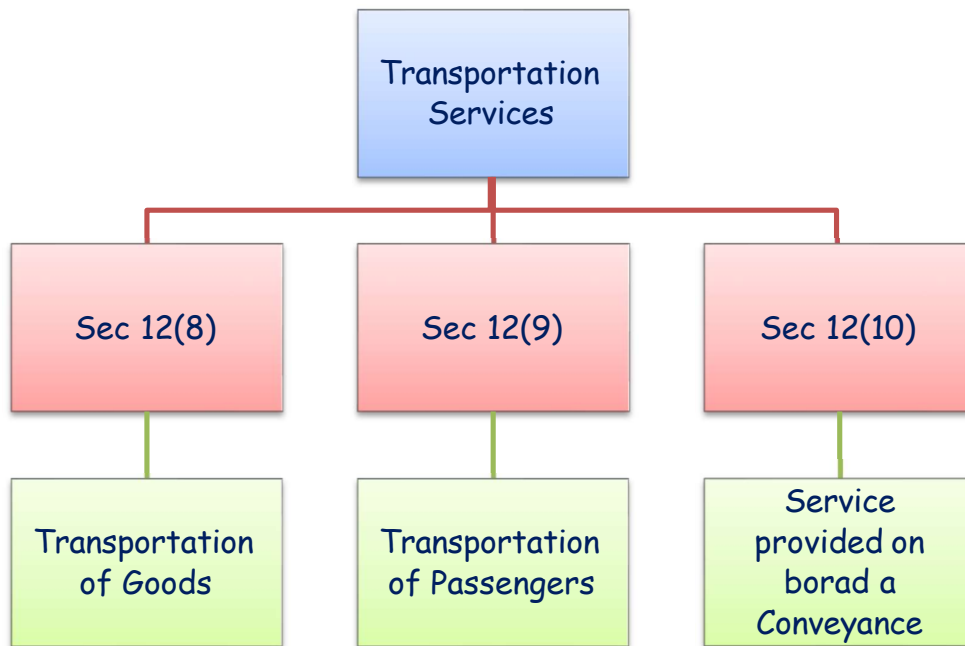 Transportation
Services
Sec 12(8)
Sec 12(9)
Sec 12(10)
Transportation
of Goods
Transportation
of Passengers
Service
provided on
borad a
Conveyance